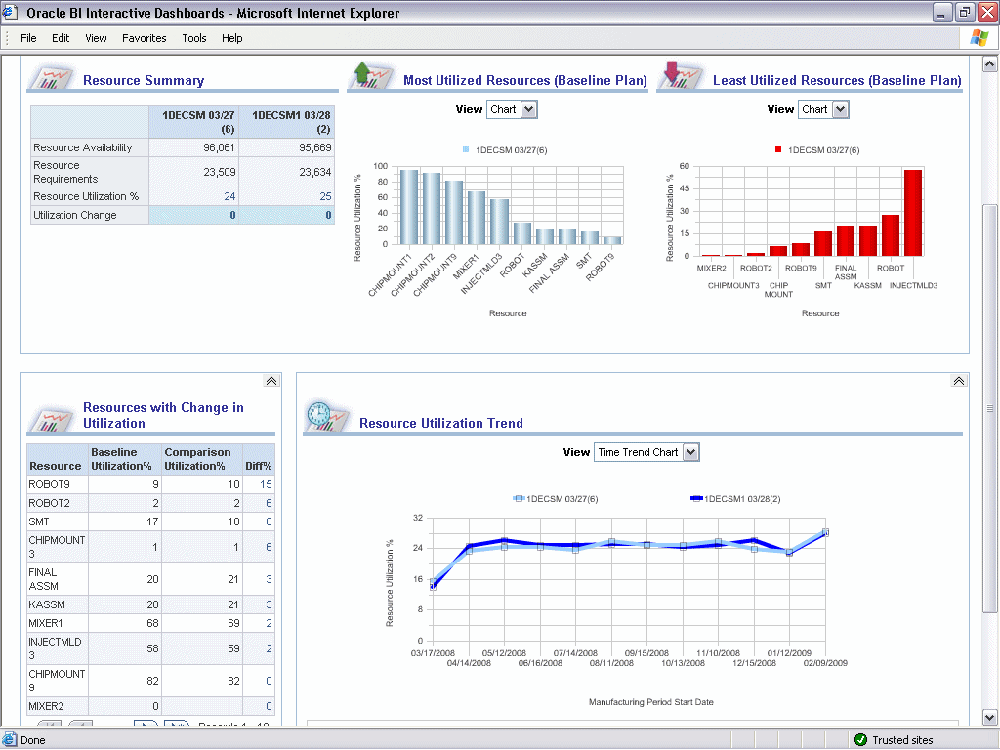 Oracle BI Interactive Dashboards - Microsoft Internet Explorer
File Edit View Favorites Tools Help
Resource Summary
1DECSM 03/27 (6) 1DECSM1 03/28 (2)
Resource Availability 96,061 95,669
Resource Requirements 23,509 23,634
Resource Utilization % 24 25
Utilization Change 0 0
Most Utilized Resources (Baseline Plan)
View Chart
1DECSM 03/27(6)
Resource Utilization %
100
80
60
40
20
0
CHIPMOUNT1 CHIPMOUNT2 CHIPMOUNT9 MIXER1 INJECTMLD3 ROBOT KASSM FINAL ASSM SMT ROBOT9
Resource
Least Utilized Resources (Baseline Plan)
View Chart
1DECSM 03/27(6)
Resource Utilization %
60
45
30
15
0
MIXER2 ROBOT2 ROBOT9 FINAL ASSM ROBOT
CHIPMOUNT3 CHIP MOUNT SMT KASSM INJECTMLD3
Resource
Resources with Change in
Utilization
Resource Baseline Utilization% Comparison Utilization% Diff%
ROBOT9 9 10 15
ROBOT2 2 2 6
SMT 17 18 6
CHIPMOUNT 3 1 1 6
FINAL ASSM 20 21 3
KASSM 20 21 3
MIXER1 68 69 2
INJECTMLD 3 58 59 2
CHIPMOUNT 9 82 82 0
MIXER2 0 0
Resource Utilization Trend
View Time Trend Chart
1DECSM 03/27(6) 1DECSM1 03/28(2)
Resource Utilization %
32
24
16
8
0
03/17/2008 05/12/2008 07/14/2008 09/15/2008 11/10/2008 01/12/2009
04/14/2008 06/16/2008 08/11/2008 10/13/2008 12/15/2008 02/09/2009
Manufacturing Period Start Date
Done Trusted sites